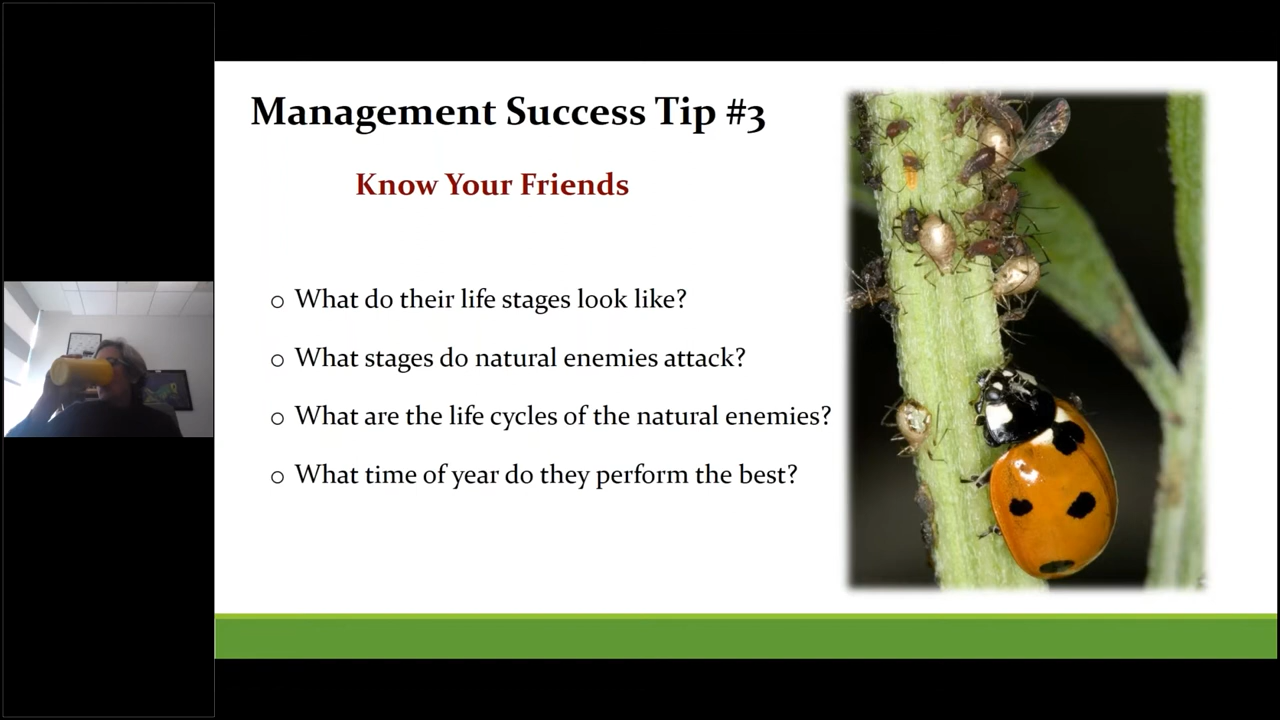 Management Success Tip #3
Know Your Friends
o What do their life stages look like?
o What stages do natural enemies attack?
o What are the life cycles of the natural enemies?
o What time of year do they perform the best?